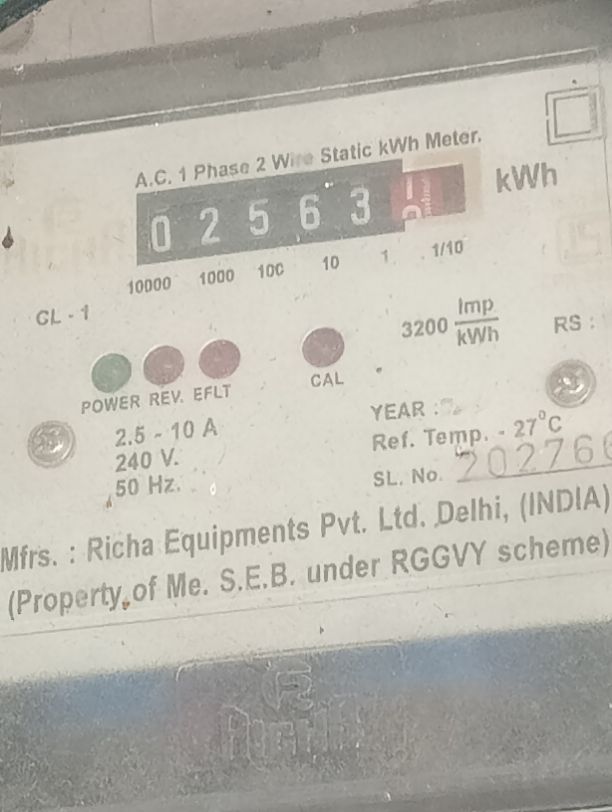 A.C. 1 Phase 2 Wire Static kWh Meter.
0 2 5 6 3 kWh
10000 1000 100 10 1 1/10
CL - 1
3200 Imp/kWh RS :
POWER REV. EFLT CAL
2.5 - 10 A
240 V.
50 Hz.
YEAR :
Ref. Temp. - 27°C
SL. No. 202766
Mfrs. : Richa Equipments Pvt. Ltd. Delhi, (INDIA)
(Property of Me. S.E.B. under RGGVY scheme)
RICHA